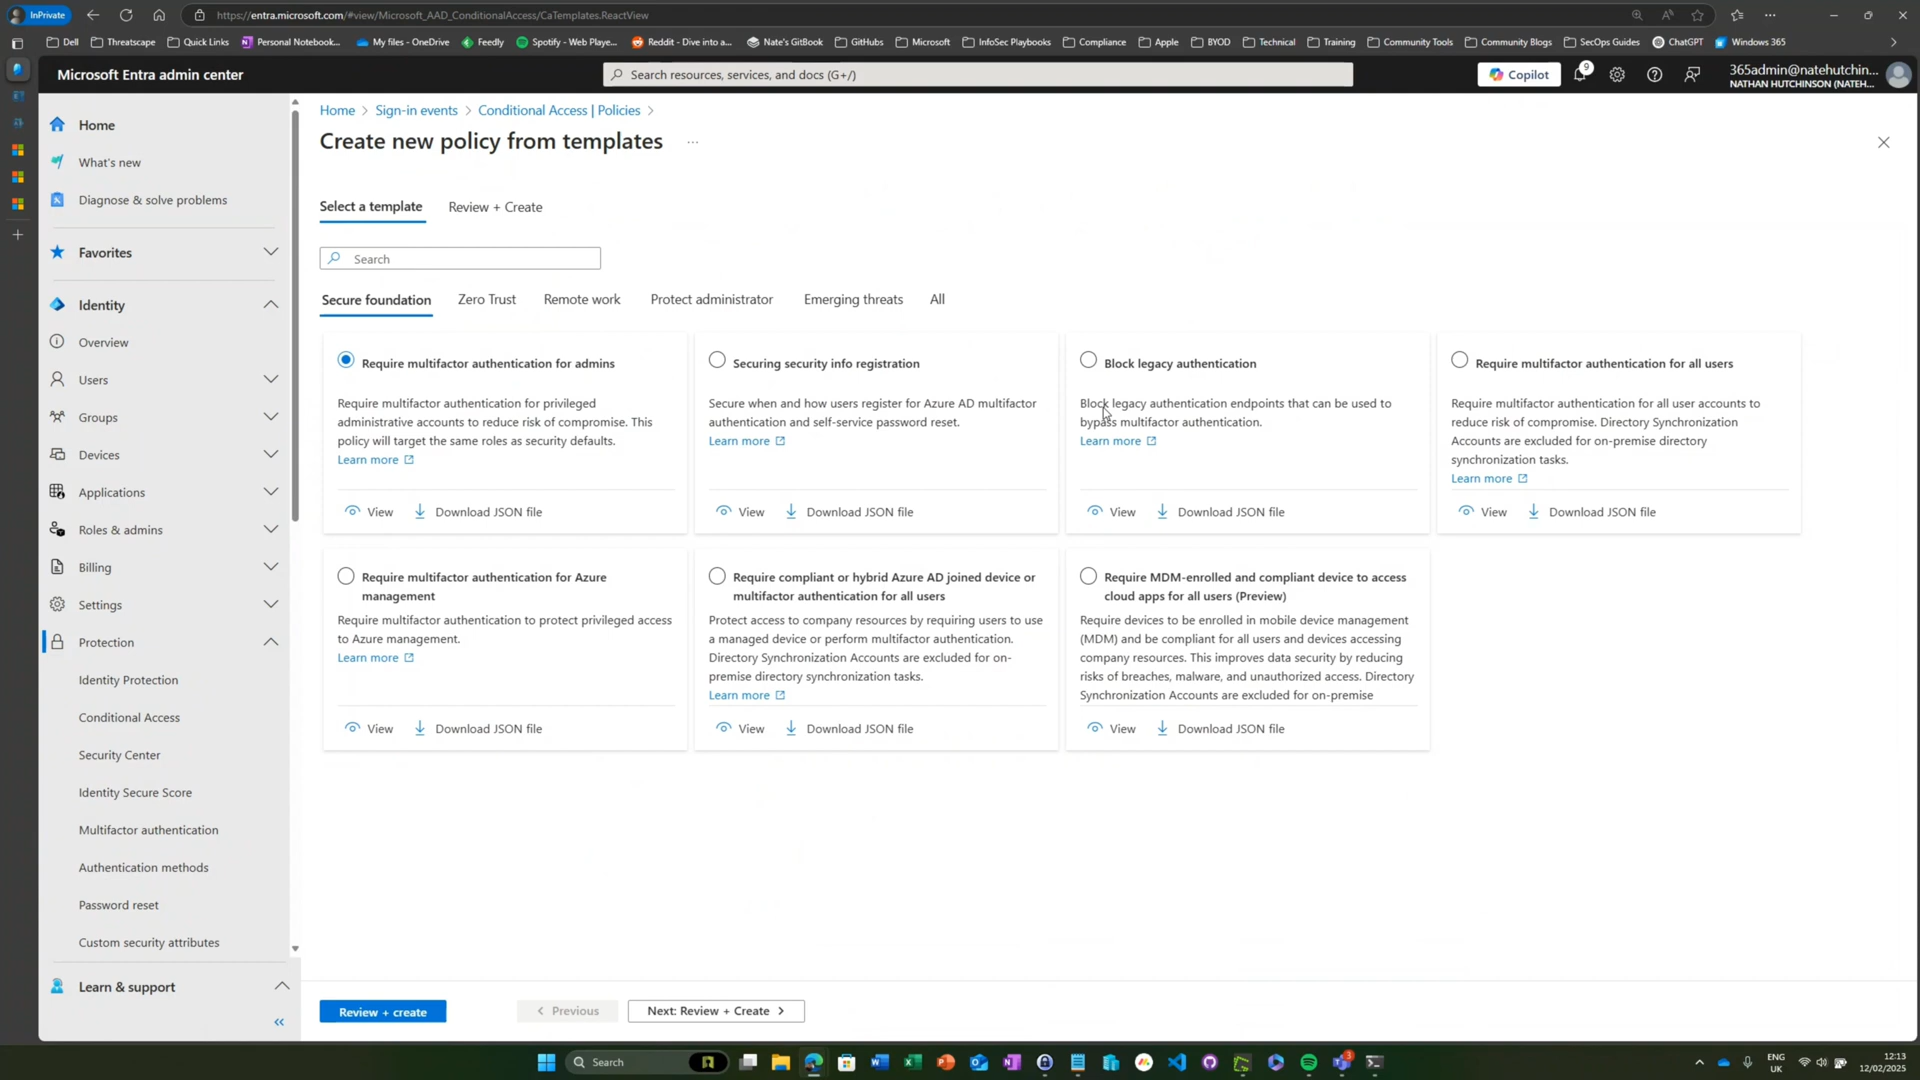 InPrivate
https://entra.microsoft.com/#view/Microsoft_AAD_ConditionalAccess/CaTemplates.ReactView
Dell
Threatscape
Quick Links
Personal Notebook...
My files - OneDrive
Feedly
Spotify - Web Playe...
Reddit - Dive into a...
Nate's GitBook
GitHubs
Microsoft
InfoSec Playbooks
Compliance
Apple
BYOD
Technical
Training
Community Tools
Community Blogs
SecOps Guides
ChatGPT
Windows 365
Microsoft Entra admin center
Search resources, services, and docs (G+/)
Copilot
9
365admin@natehutchin...
NATHAN HUTCHINSON (NATEH...
Home
What's new
Diagnose & solve problems
Favorites
Identity
Overview
Users
Groups
Devices
Applications
Roles & admins
Billing
Settings
Protection
Identity Protection
Conditional Access
Security Center
Identity Secure Score
Multifactor authentication
Authentication methods
Password reset
Custom security attributes
Learn & support
Home > Sign-in events > Conditional Access | Policies >
Create new policy from templates ...
Select a template
Review + Create
Search
Secure foundation
Zero Trust
Remote work
Protect administrator
Emerging threats
All
Require multifactor authentication for admins
Require multifactor authentication for privileged
administrative accounts to reduce risk of compromise. This
policy will target the same roles as security defaults.
Learn more
View
Download JSON file
Securing security info registration
Secure when and how users register for Azure AD multifactor
authentication and self-service password reset.
Learn more
View
Download JSON file
Block legacy authentication
Block legacy authentication endpoints that can be used to
bypass multifactor authentication.
Learn more
View
Download JSON file
Require multifactor authentication for all users
Require multifactor authentication for all user accounts to
reduce risk of compromise. Directory Synchronization
Accounts are excluded for on-premise directory
synchronization tasks.
Learn more
View
Download JSON file
Require multifactor authentication for Azure
management
Require multifactor authentication to protect privileged access
to Azure management.
Learn more
View
Download JSON file
Require compliant or hybrid Azure AD joined device or
multifactor authentication for all users
Protect access to company resources by requiring users to use
a managed device or perform multifactor authentication.
Directory Synchronization Accounts are excluded for on-
premise directory synchronization tasks.
Learn more
View
Download JSON file
Require MDM-enrolled and compliant device to access
cloud apps for all users (Preview)
Require devices to be enrolled in mobile device management
(MDM) and be compliant for all users and devices accessing
company resources. This improves data security by reducing
risks of breaches, malware, and unauthorized access. Directory
Synchronization Accounts are excluded for on-premise
View
Download JSON file
Review + create
Previous
Next: Review + Create
Search
3
ENG
UK
12:13
12/02/2025